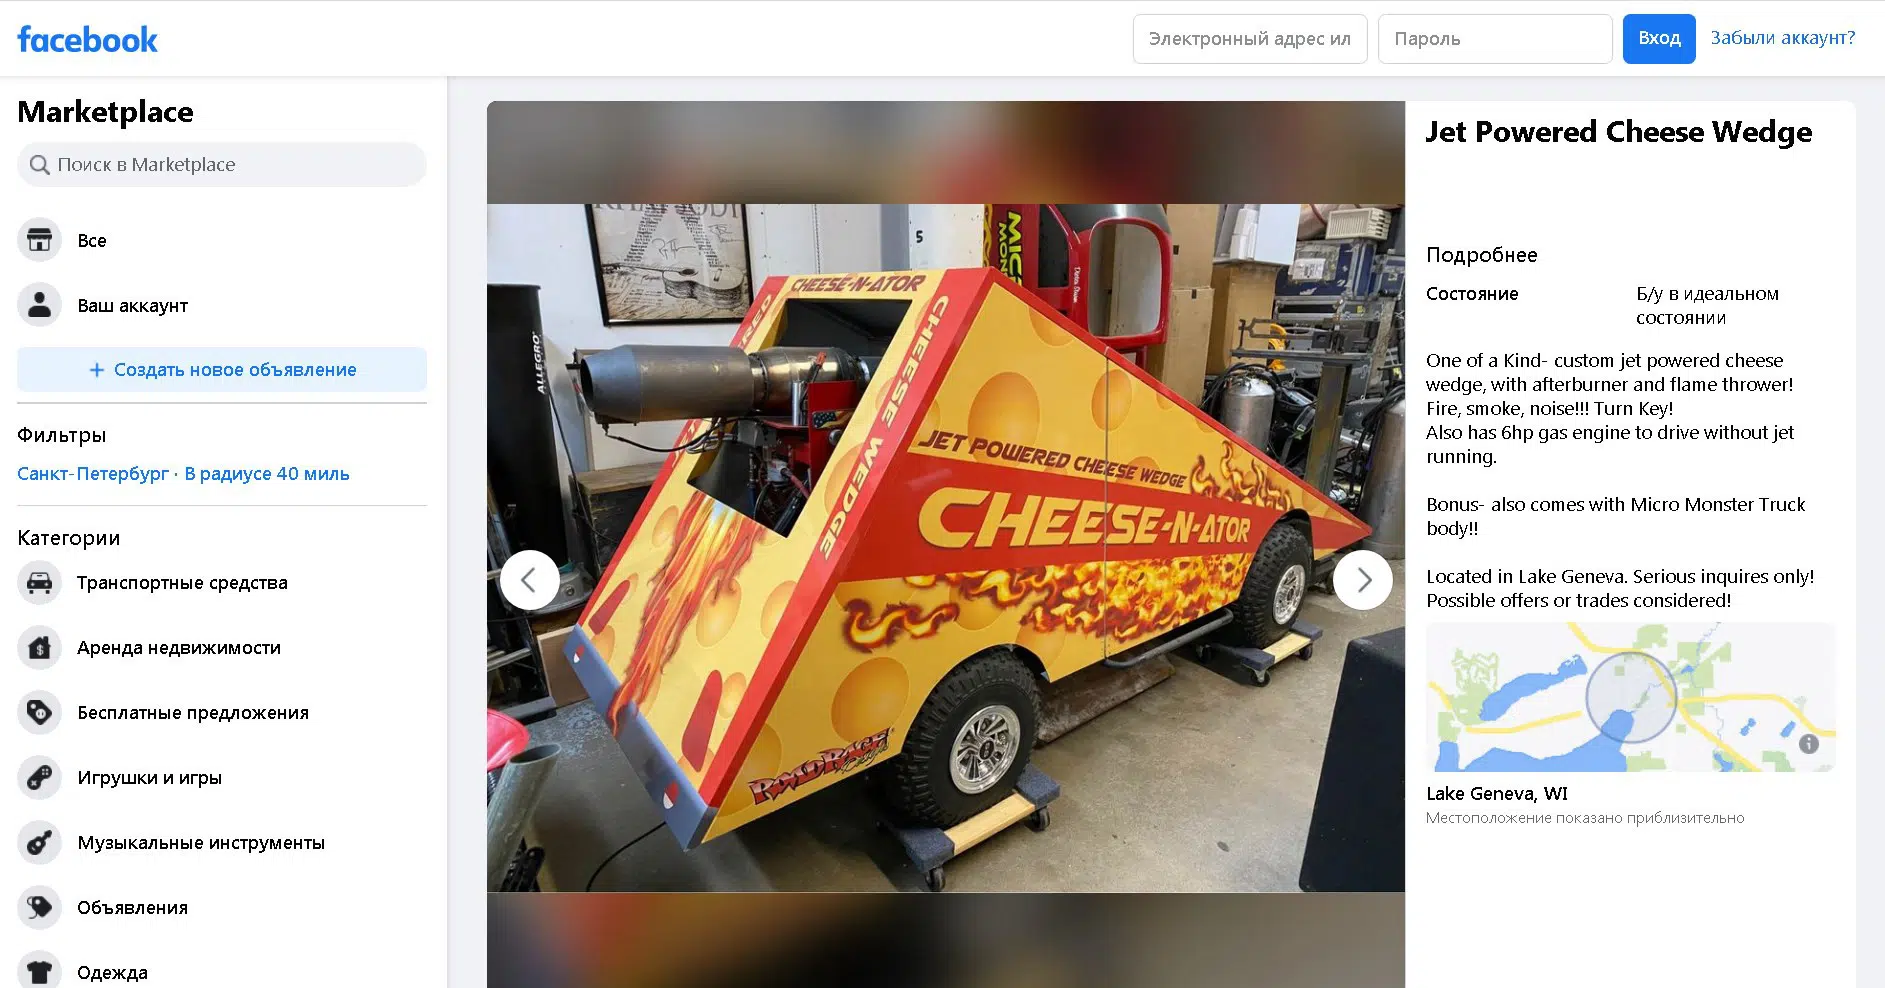 facebook
Электронный адрес ил
Пароль
Вход
Забыли аккаунт?
Marketplace
Поиск в Marketplace
Все
Ваш аккаунт
+ Создать новое объявление
Фильтры
Санкт-Петербург · В радиусе 40 миль
Категории
Транспортные средства
Аренда недвижимости
Бесплатные предложения
Игрушки и игры
Музыкальные инструменты
Объявления
Одежда
5
ALLEGRO
CHEESE-N-ATOR
CHEESE WEDGE
JET POWERED CHEESE WEDGE
CHEESE-N-ATOR
ROAD RAGE
Jet Powered Cheese Wedge
Подробнее
Состояние
Б/у в идеальном
состоянии
One of a Kind- custom jet powered cheese
wedge, with afterburner and flame thrower!
Fire, smoke, noise!!! Turn Key!
Also has 6hp gas engine to drive without jet
running.
Bonus- also comes with Micro Monster Truck
body!!
Located in Lake Geneva. Serious inquires only!
Possible offers or trades considered!
Lake Geneva, WI
Местоположение показано приблизительно